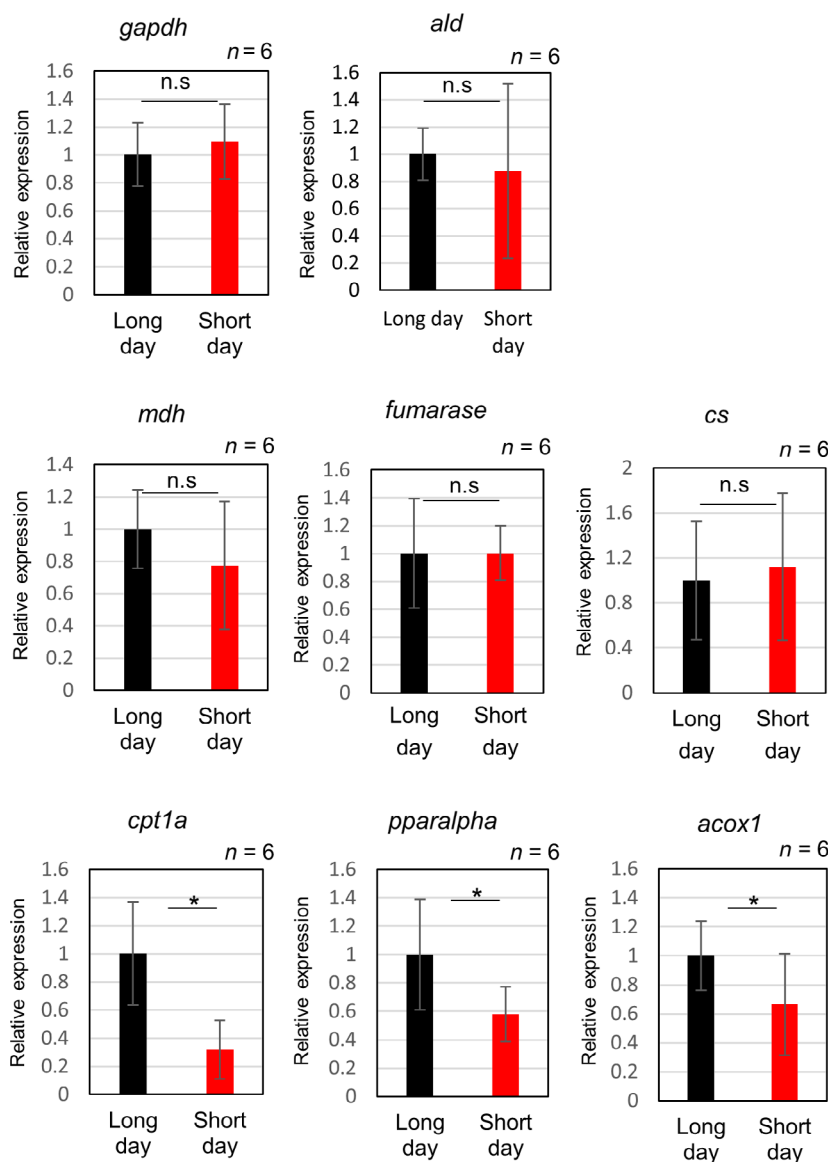 gapdh
n = 6
Relative expression
1.6
1.4
1.2
1
0.8
0.6
0.4
0.2
0
n.s
Long
day
Short
day
ald
n = 6
Relative expression
1.6
1.4
1.2
1
0.8
0.6
0.4
0.2
0
n.s
Long day
Short
day
mdh
n = 6
Relative expression
1.4
1.2
1
0.8
0.6
0.4
0.2
0
n.s
Long
day
Short
day
fumarase
n = 6
Relative expression
1.6
1.4
1.2
1
0.8
0.6
0.4
0.2
0
n.s
Long
day
Short
day
cs
n = 6
Relative expression
2
1.6
1.2
0.8
0.4
0
n.s
Long
day
Short
day
cpt1a
n = 6
Relative expression
1.6
1.4
1.2
1
0.8
0.6
0.4
0.2
0
*
Long
day
Short
day
pparalpha
n = 6
Relative expression
1.6
1.4
1.2
1
0.8
0.6
0.4
0.2
0
*
Long
day
Short
day
acox1
n = 6
Relative expression
1.6
1.4
1.2
1
0.8
0.6
0.4
0.2
0
*
Long
day
Short
day